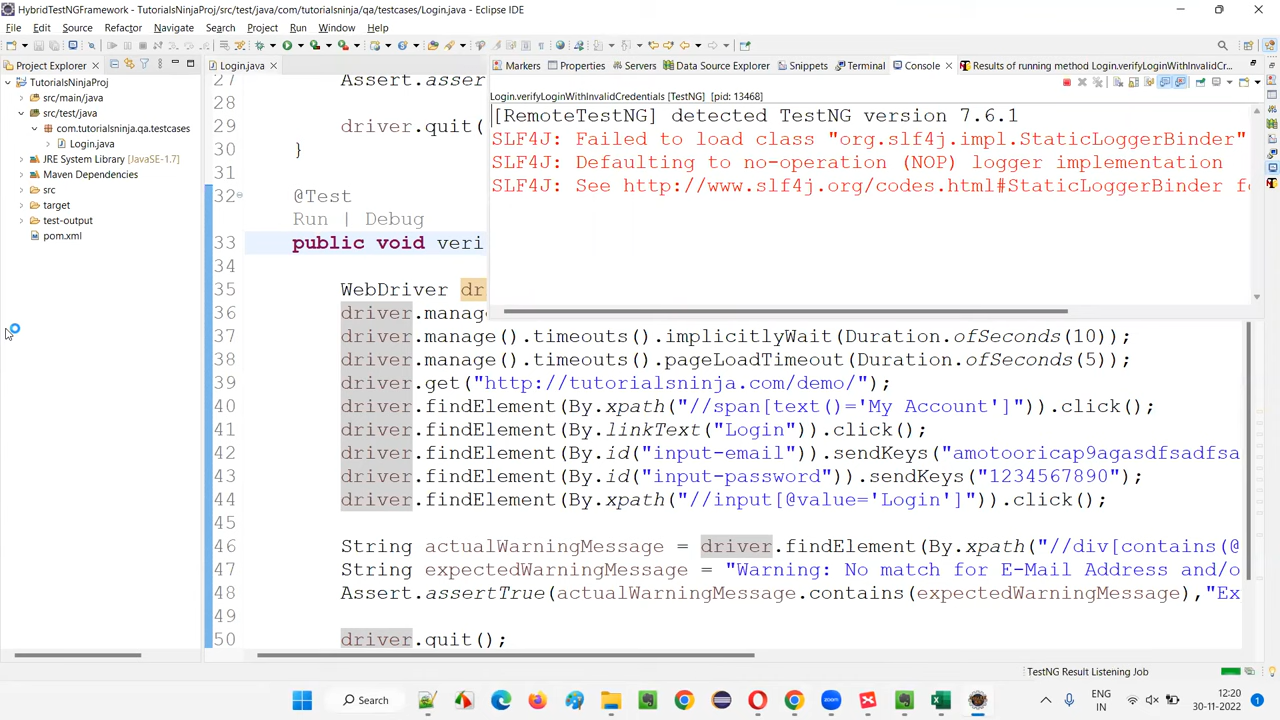 HybridTestNGFramework - TutorialsNinjaProj/src/test/java/com/tutorialsninja/qa/testcases/Login.java - Eclipse IDE
File Edit Source Refactor Navigate Search Project Run Window Help
Project Explorer
Login.java
Markers Properties Servers Data Source Explorer Snippets Terminal Console Results of running method Login.verifyLoginWithInvalidCr...
TutorialsNinjaProj
src/main/java
src/test/java
com.tutorialsninja.qa.testcases
Login.java
JRE System Library [JavaSE-1.7]
Maven Dependencies
src
target
test-output
pom.xml
Login.verifyLoginWithInvalidCredentials [TestNG] [pid: 13468]
[RemoteTestNG] detected TestNG version 7.6.1
SLF4J: Failed to load class "org.slf4j.impl.StaticLoggerBinder"
SLF4J: Defaulting to no-operation (NOP) logger implementation
SLF4J: See http://www.slf4j.org/codes.html#StaticLoggerBinder fo
27 Assert.asser
28
29 driver.quit(
30 }
32 @Test
Run | Debug
33 public void veri
34
35 WebDriver dr
36 driver.manag
37 driver.manage().timeouts().implicitlyWait(Duration.ofSeconds(10));
38 driver.manage().timeouts().pageLoadTimeout(Duration.ofSeconds(5));
39 driver.get("http://tutorialsninja.com/demo/");
40 driver.findElement(By.xpath("//span[text()='My Account']")).click();
41 driver.findElement(By.linkText("Login")).click();
42 driver.findElement(By.id("input-email")).sendKeys("amotooricap9agasdfsadfsa
43 driver.findElement(By.id("input-password")).sendKeys("1234567890");
44 driver.findElement(By.xpath("//input[@value='Login']")).click();
45
46 String actualWarningMessage = driver.findElement(By.xpath("//div[contains(@
47 String expectedWarningMessage = "Warning: No match for E-Mail Address and/o
48 Assert.assertTrue(actualWarningMessage.contains(expectedWarningMessage),"Ex
49
50 driver.quit();
TestNG Result Listening Job
Search
ENG
IN
12:20
30-11-2022
1